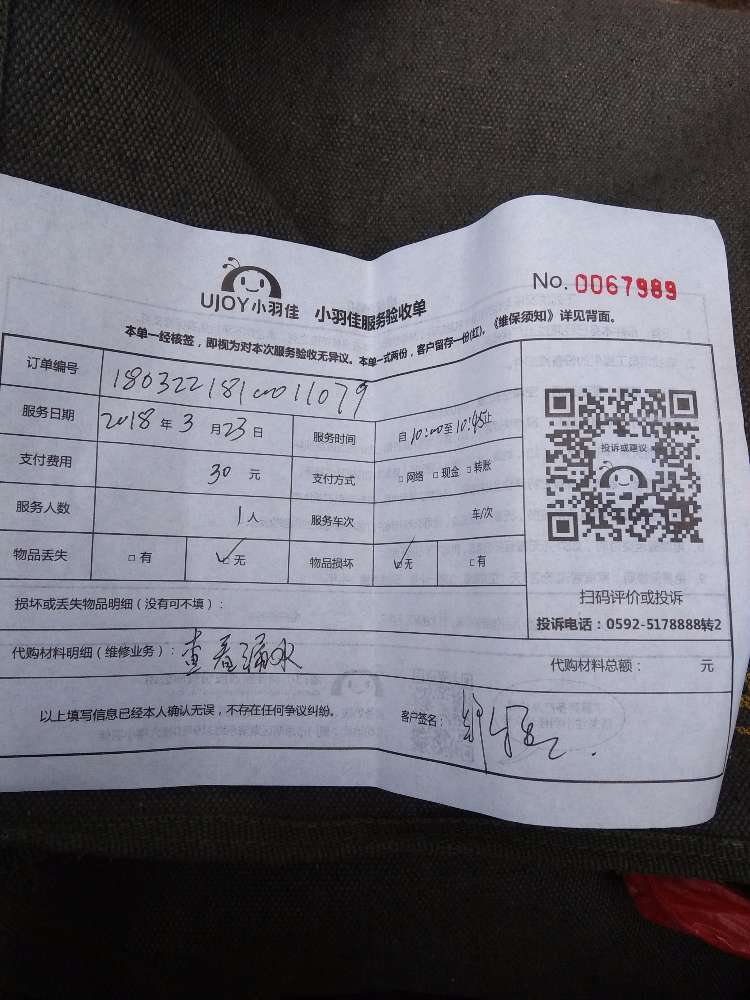 UJOY小羽佳 小羽佳服务验收单 No. 0067989
本单一经核签，即视为对本次服务验收无异议。本单一式两份，客户留存一份(红)。《维保须知》详见背面。
订单编号 18032218100011079
服务日期 2018 年 3 月 23 日 服务时间 自 10:00 至 10:45 止
支付费用 30 元 支付方式 □ 网络 □ 现金 □ 转账
服务人数 1 人 服务车次 车/次
物品丢失 □ 有 ☑ 无 物品损坏 ☑ 无 □ 有
投诉或建议
扫码评价或投诉
投诉电话：0592-5178888转2
损坏或丢失物品明细（没有可不填）：
代购材料明细（维修业务）：查看漏水 代购材料总额： 元
以上填写信息已经本人确认无误，不存在任何争议纠纷。 客户签名：